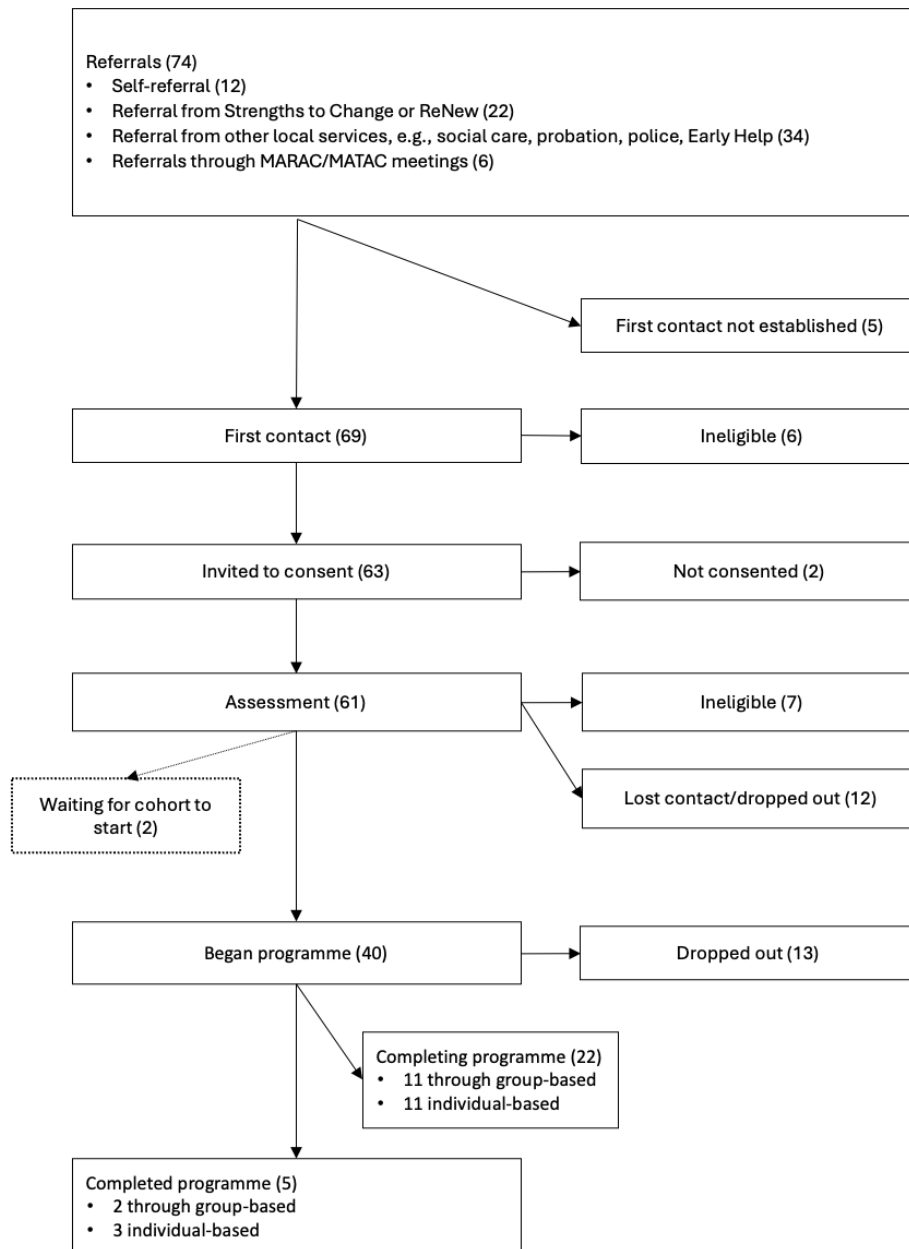 Referrals (74)
• Self-referral (12)
• Referral from Strengths to Change or ReNew (22)
• Referral from other local services, e.g., social care, probation, police, Early Help (34)
• Referrals through MARAC/MATAC meetings (6)
First contact not established (5)
First contact (69)
Ineligible (6)
Invited to consent (63)
Not consented (2)
Assessment (61)
Ineligible (7)
Lost contact/dropped out (12)
Waiting for cohort to
start (2)
Began programme (40)
Dropped out (13)
Completing programme (22)
• 11 through group-based
• 11 individual-based
Completed programme (5)
• 2 through group-based
• 3 individual-based